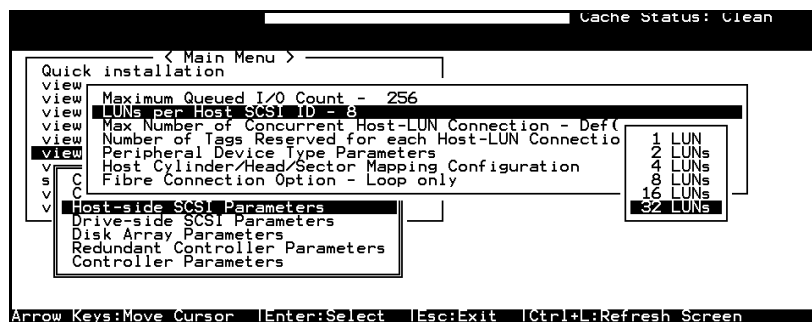 Cache Status: Clean
< Main Menu >
Quick installation
view
view Maximum Queued I/O Count - 256
view LUNs per Host SCSI ID - 8
view Max Number of Concurrent Host-LUN Connection - Def(
view Number of Tags Reserved for each Host-LUN Connectio
view Peripheral Device Type Parameters
v Host Cylinder/Head/Sector Mapping Configuration
s C Fibre Connection Option - Loop only
v C
v Host-side SCSI Parameters
Drive-side SCSI Parameters
Disk Array Parameters
Redundant Controller Parameters
Controller Parameters
1 LUN
2 LUNs
4 LUNs
8 LUNs
16 LUNs
32 LUNs
Arrow Keys:Move Cursor |Enter:Select |Esc:Exit |Ctrl+L:Refresh Screen